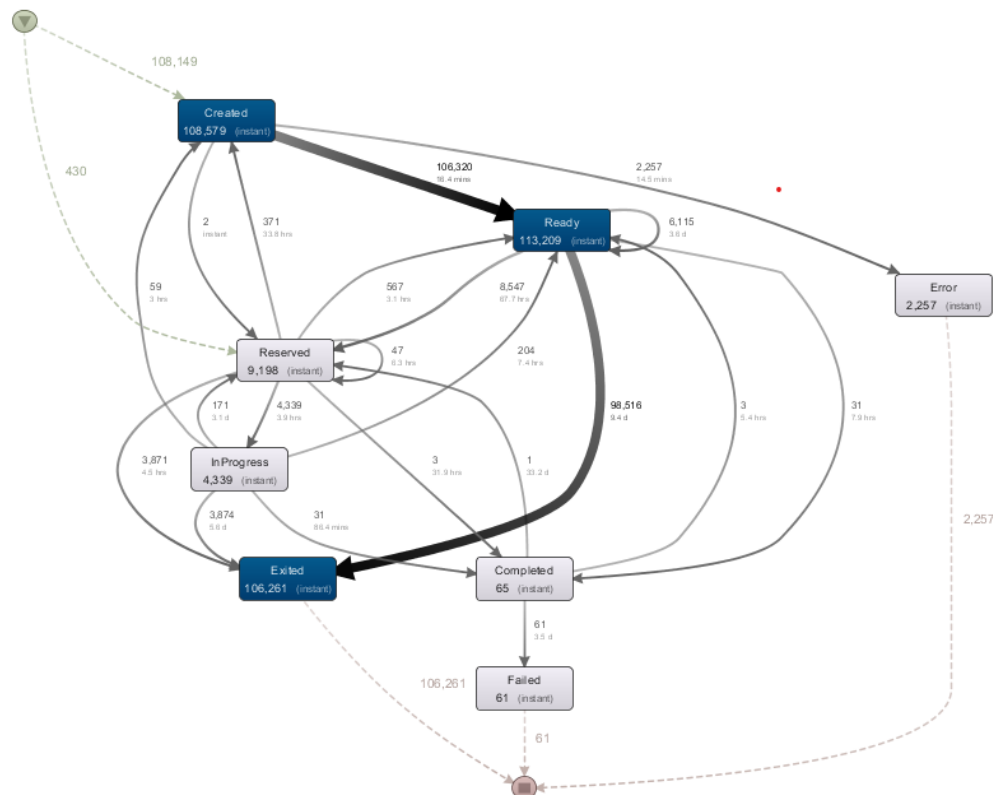 108,149
Created
108,579 (instant)
430
106,320
16.4 mins
2,257
14.5 mins
2
instant
371
33.8 hrs
Ready
113,209 (instant)
6,115
3.6 d
59
3 hrs
567
3.1 hrs
8,547
67.7 hrs
Error
2,257 (instant)
Reserved
9,198 (instant)
47
6.3 hrs
204
7.4 hrs
171
3.1 d
4,339
3.9 hrs
98,516
9.4 d
3
5.4 hrs
31
7.9 hrs
InProgress
4,339 (instant)
3,871
4.5 hrs
3
31.9 hrs
1
33.2 d
3,874
5.6 d
31
86.4 mins
2,257
Exited
106,261 (instant)
Completed
65 (instant)
61
3.5 d
106,261
Failed
61 (instant)
61